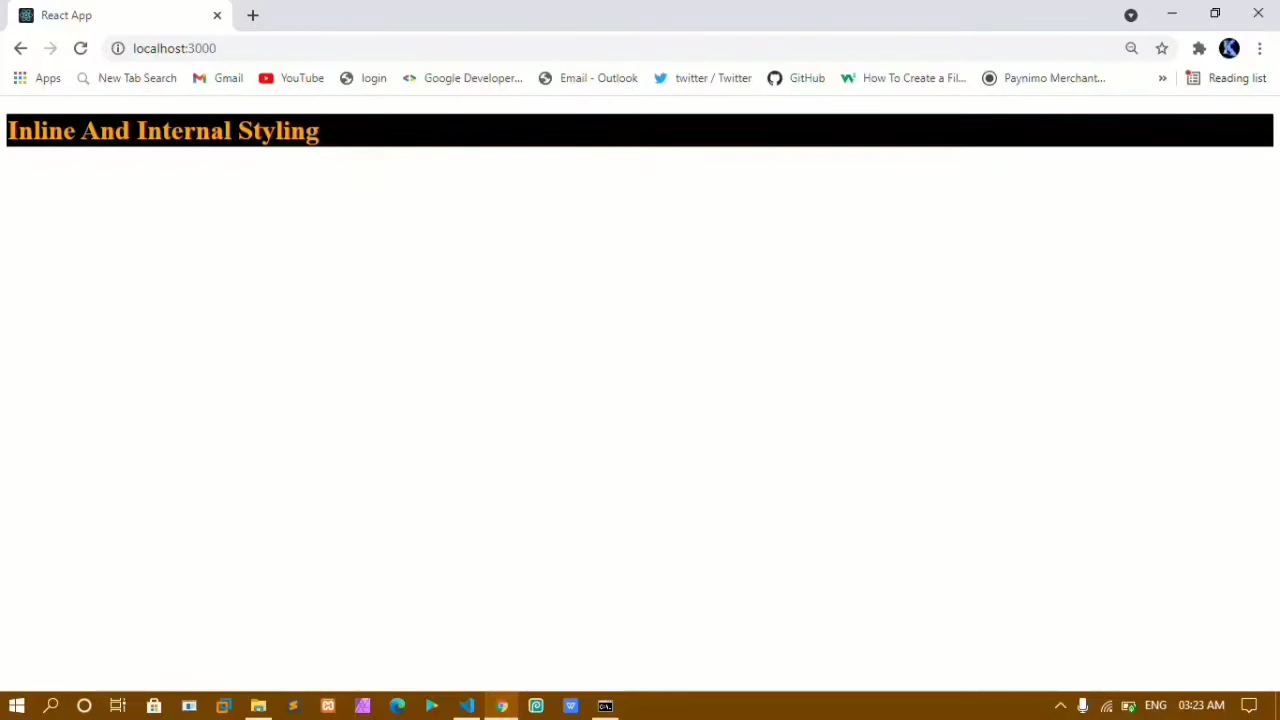 React App
localhost:3000
Apps
New Tab Search
Gmail
YouTube
login
Google Developer...
Email - Outlook
twitter / Twitter
GitHub
How To Create a Fil...
Paynimo Merchant...
»
Reading list
Inline And Internal Styling
ENG
03:23 AM